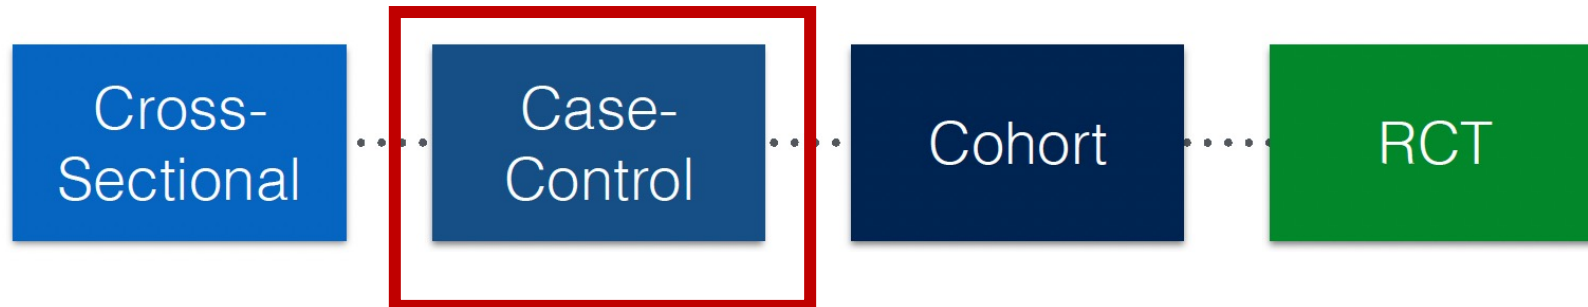 Cross-
Sectional
Case-
Control
Cohort
RCT